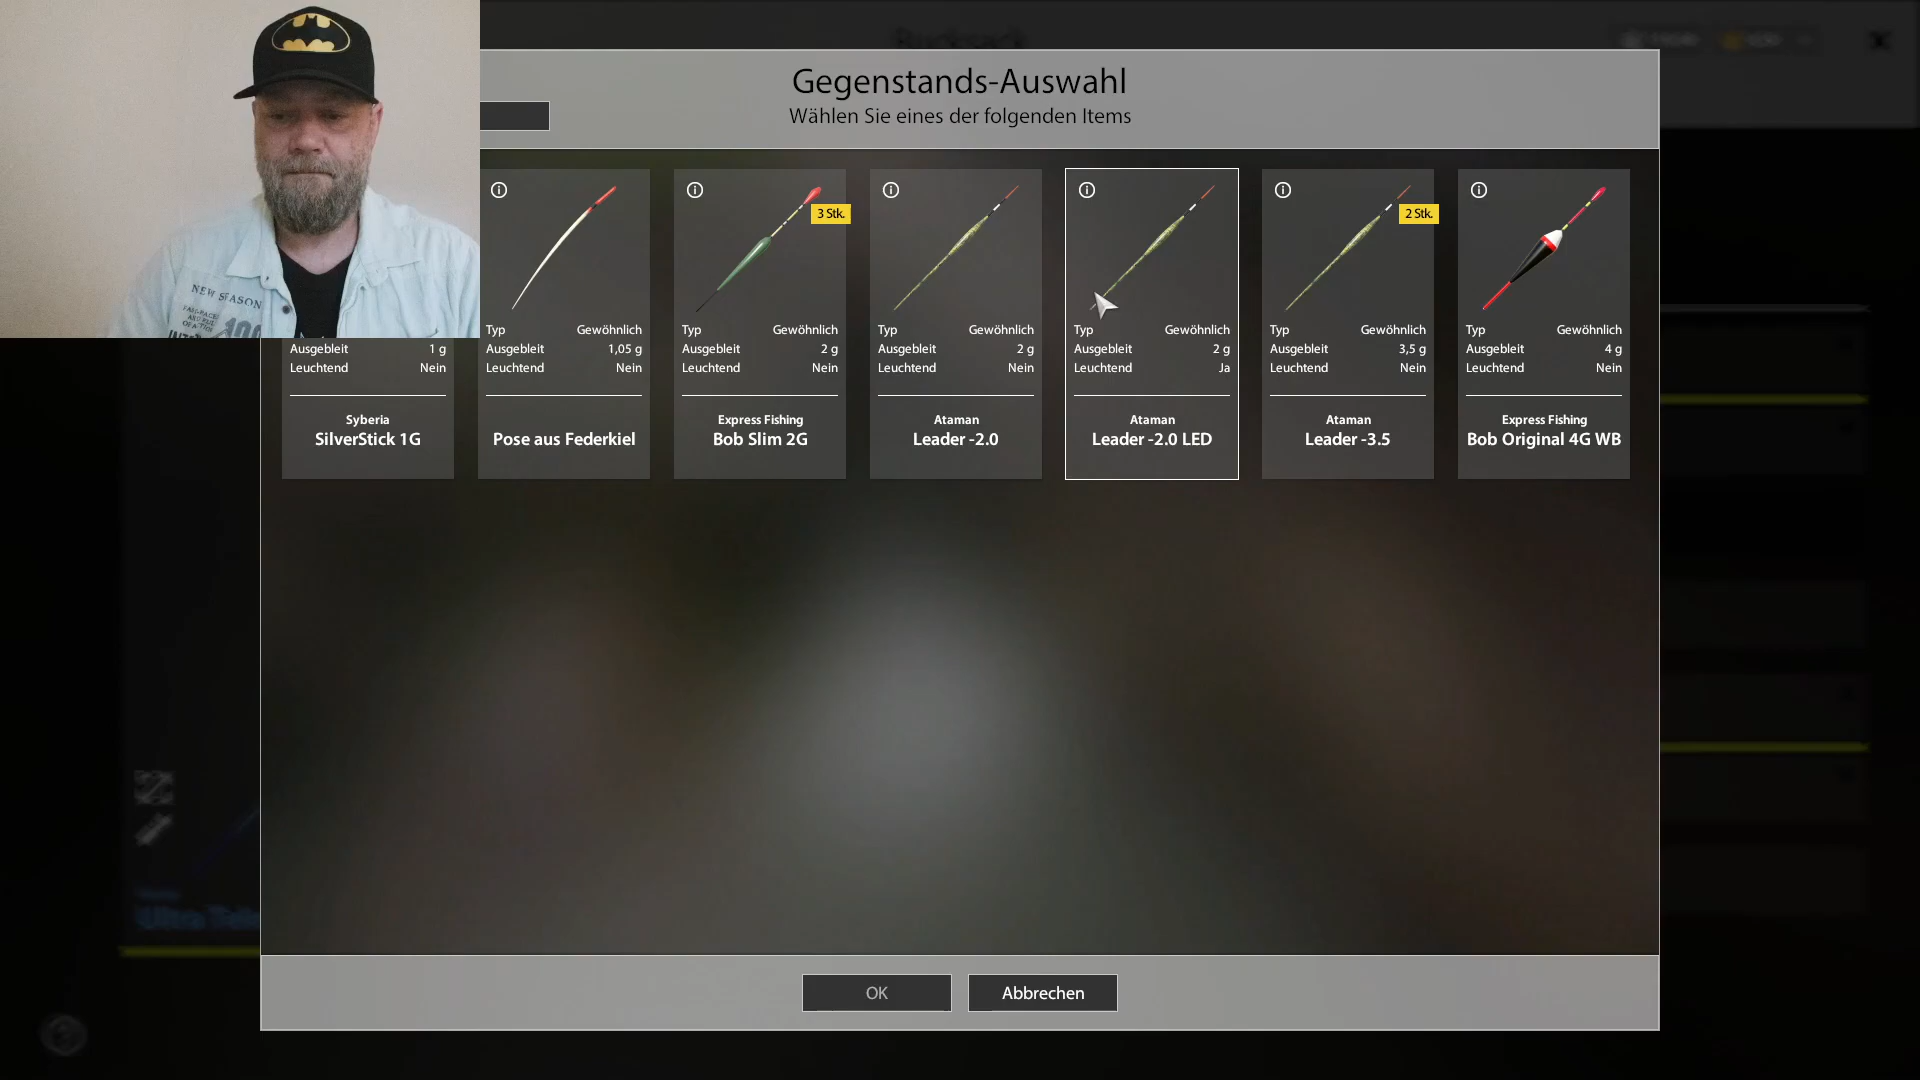 Rucksack
Gegenstands-Auswahl
Wählen Sie eines der folgenden Items
NEW SEASON
Ausgebleit 1 g
Leuchtend Nein
Syberia
SilverStick 1G
Typ Gewöhnlich
Ausgebleit 1,05 g
Leuchtend Nein
Pose aus Federkiel
3 Stk.
Typ Gewöhnlich
Ausgebleit 2 g
Leuchtend Nein
Express Fishing
Bob Slim 2G
Typ Gewöhnlich
Ausgebleit 2 g
Leuchtend Nein
Ataman
Leader -2.0
Typ Gewöhnlich
Ausgebleit 2 g
Leuchtend Ja
Ataman
Leader -2.0 LED
2 Stk.
Typ Gewöhnlich
Ausgebleit 3,5 g
Leuchtend Nein
Ataman
Leader -3.5
Typ Gewöhnlich
Ausgebleit 4 g
Leuchtend Nein
Express Fishing
Bob Original 4G WB
OK
Abbrechen